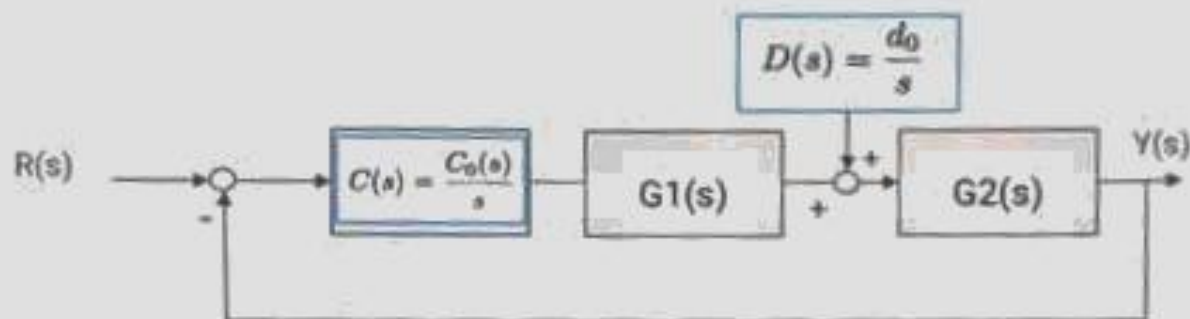 D(s) = d₀/s
R(s)
C(s) = C₀(s)/s
G1(s)
G2(s)
Y(s)
+
+
-